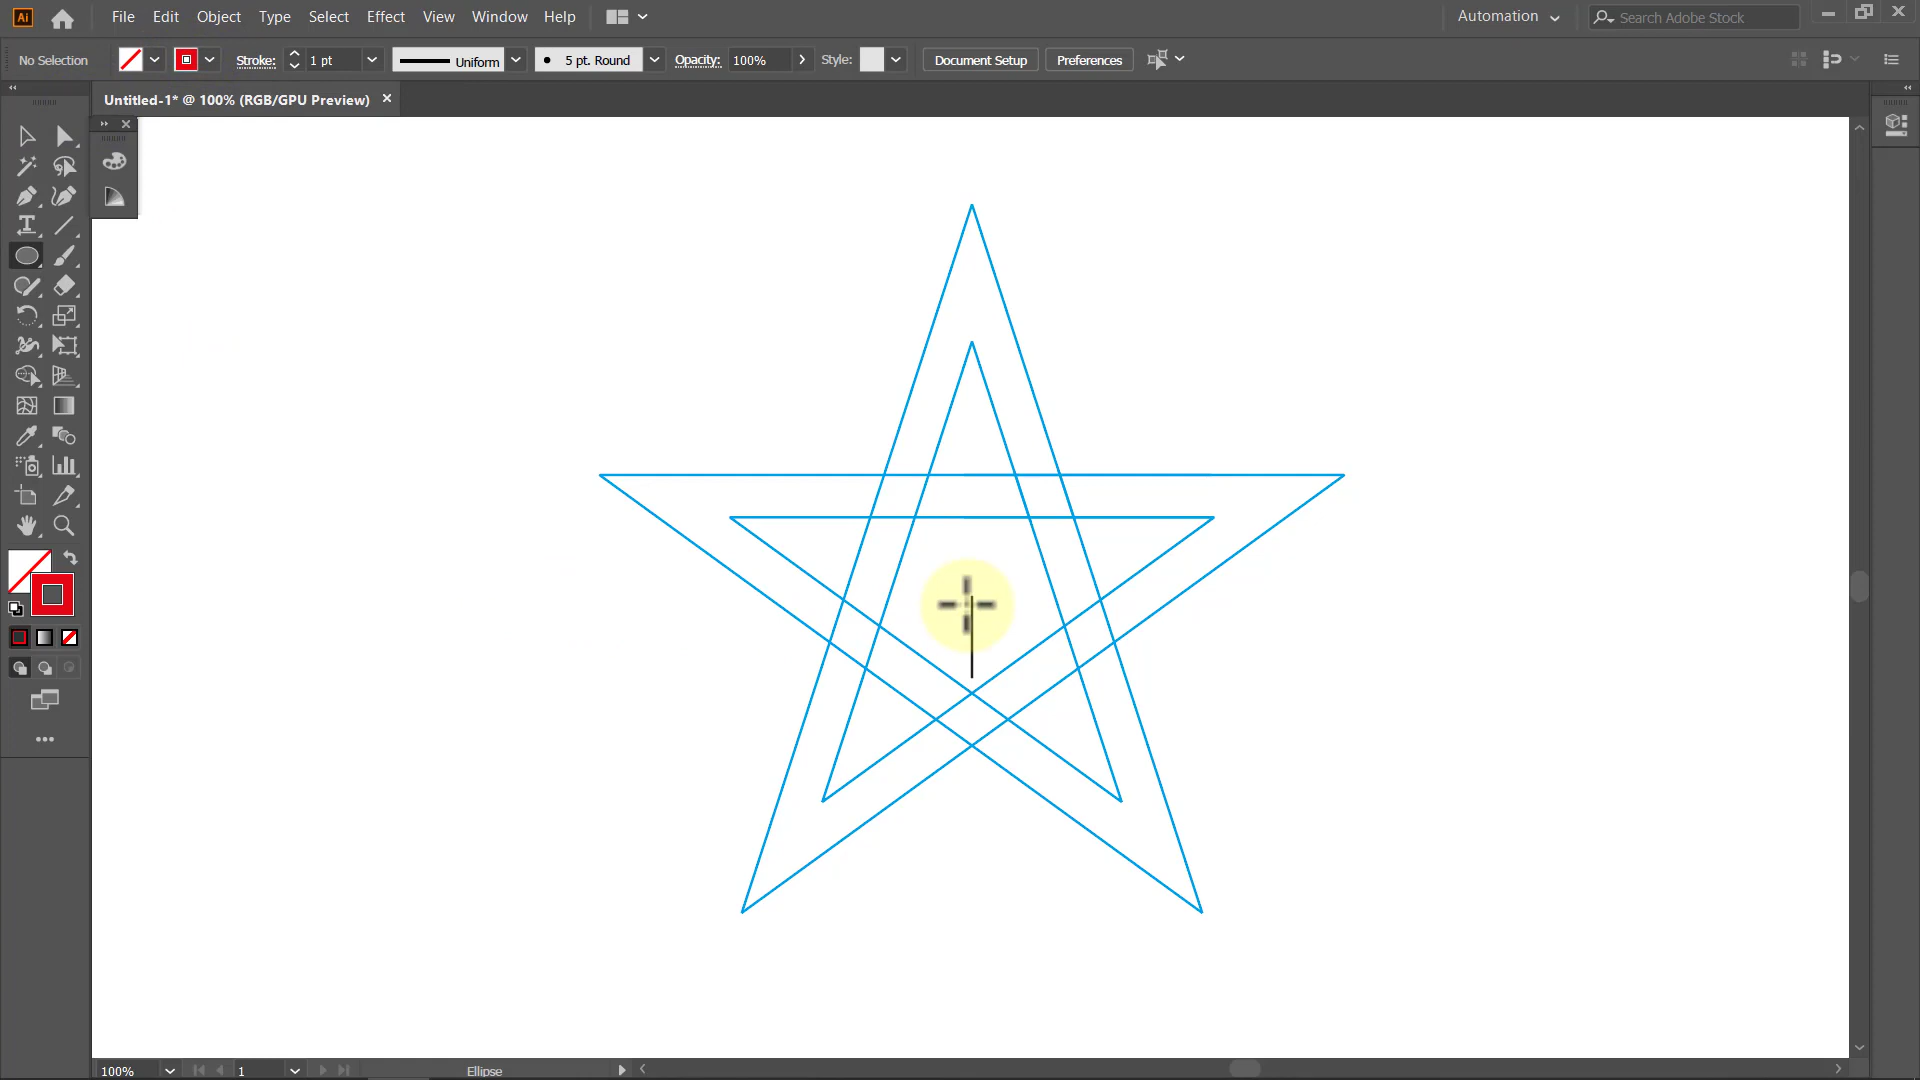 Ai File Edit Object Type Select Effect View Window Help Automation Search Adobe Stock
No Selection Stroke: 1 pt Uniform 5 pt. Round Opacity: 100% Style: Document Setup Preferences
Untitled-1* @ 100% (RGB/GPU Preview)
100% 1 Ellipse